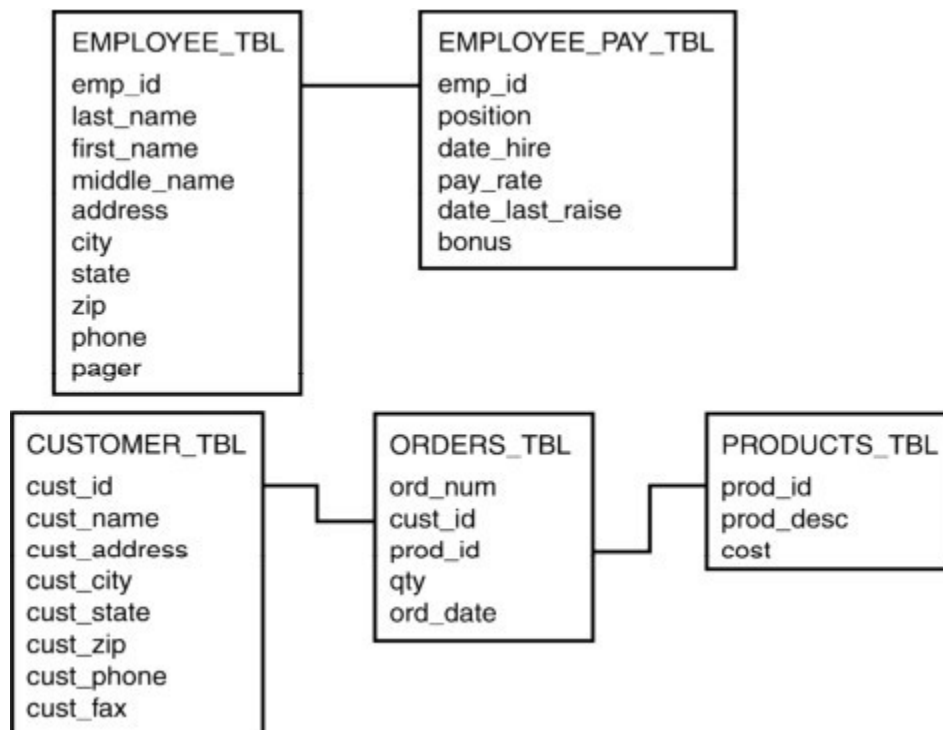 EMPLOYEE_TBL
emp_id
last_name
first_name
middle_name
address
city
state
zip
phone
pager
EMPLOYEE_PAY_TBL
emp_id
position
date_hire
pay_rate
date_last_raise
bonus
CUSTOMER_TBL
cust_id
cust_name
cust_address
cust_city
cust_state
cust_zip
cust_phone
cust_fax
ORDERS_TBL
ord_num
cust_id
prod_id
qty
ord_date
PRODUCTS_TBL
prod_id
prod_desc
cost